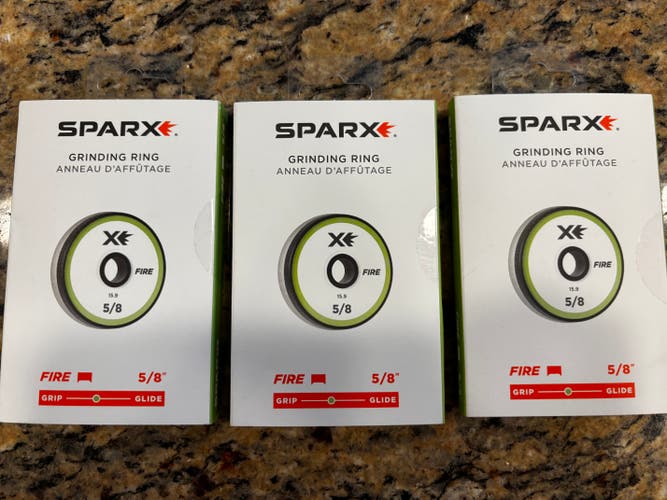 SPARX
GRINDING RING
ANNEAU D'AFFÛTAGE
X
FIRE
15.9
5/8
FIRE 5/8"
GRIP GLIDE
SPARX
GRINDING RING
ANNEAU D'AFFÛTAGE
X
FIRE
15.9
5/8
FIRE 5/8"
GRIP GLIDE
SPARX
GRINDING RING
ANNEAU D'AFFÛTAGE
X
FIRE
15.9
5/8
FIRE 5/8"
GRIP GLIDE